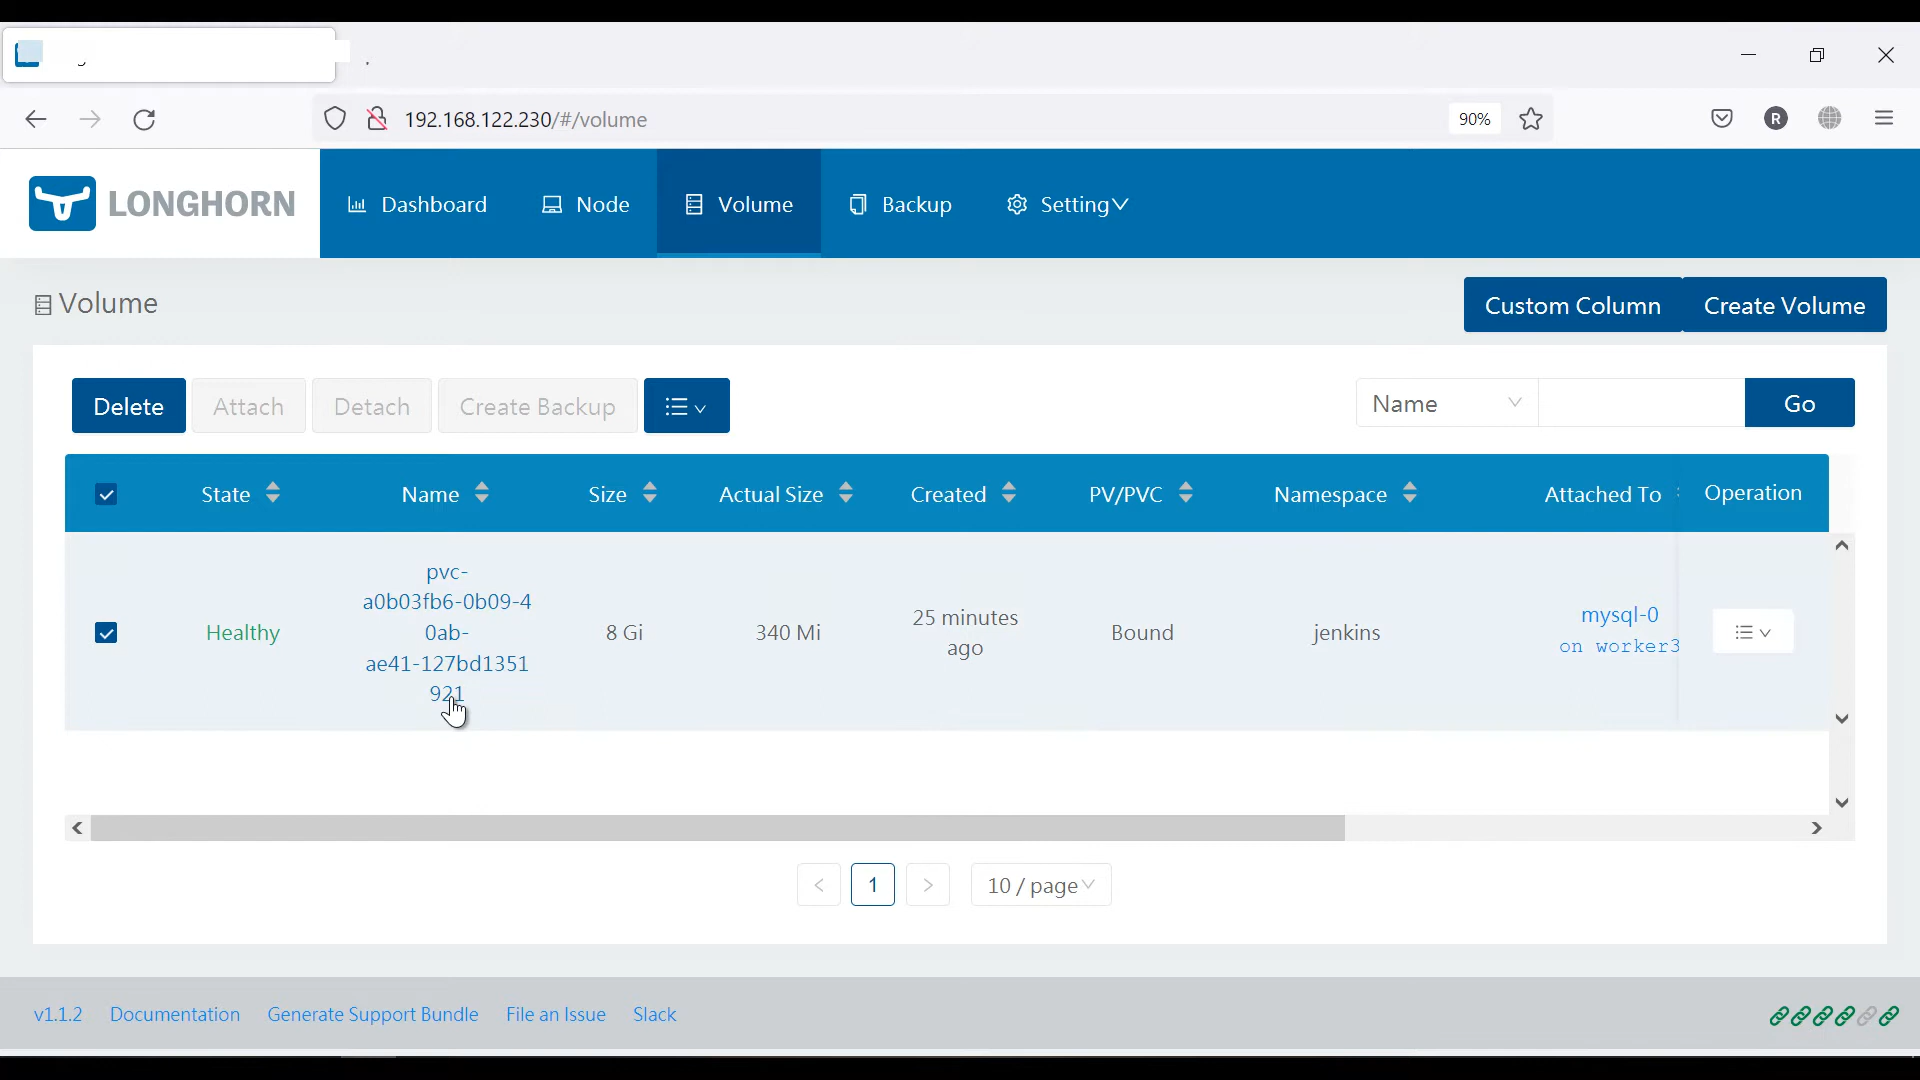 192.168.122.230/#/volume
90%
R
LONGHORN
Dashboard
Node
Volume
Backup
Setting
Volume
Custom Column
Create Volume
Delete
Attach
Detach
Create Backup
Name
Go
State
Name
Size
Actual Size
Created
PV/PVC
Namespace
Attached To
Operation
Healthy
pvc-
a0b03fb6-0b09-4
0ab-
ae41-127bd1351
921
8 Gi
340 Mi
25 minutes
ago
Bound
jenkins
mysql-0
on worker3
1
10 / page
v1.1.2
Documentation
Generate Support Bundle
File an Issue
Slack